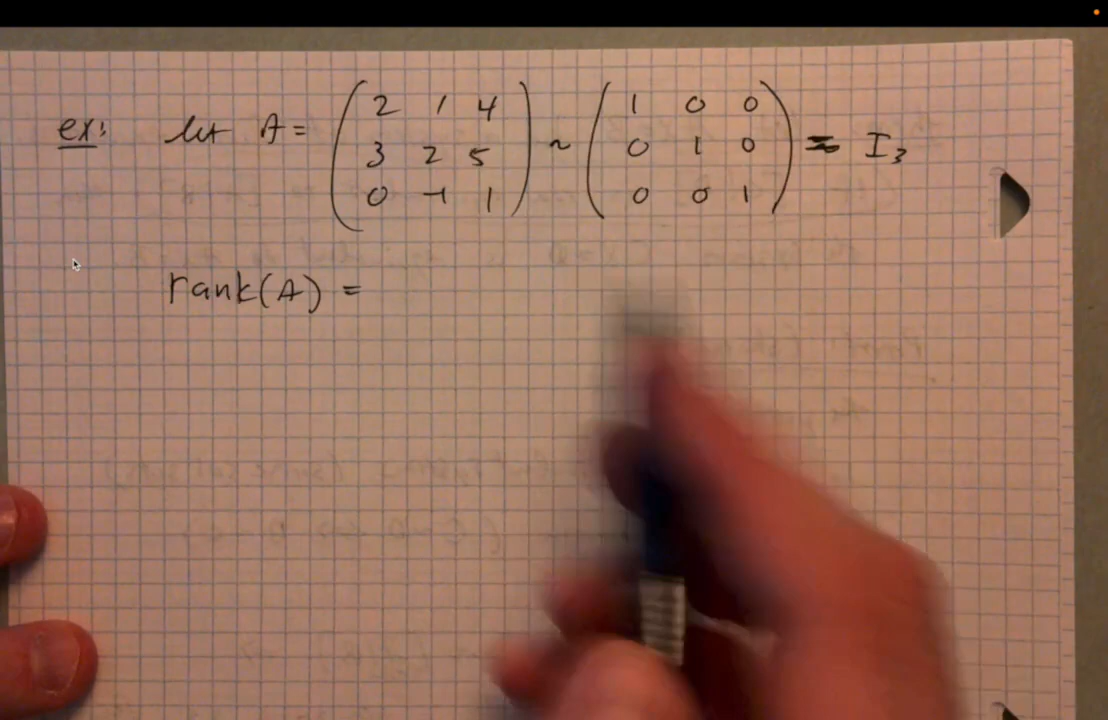 ex: let A = ( 2 1 4 ) ~ ( 1 0 0 ) = I₃
( 3 2 5 ) ( 0 1 0 )
( 0 -1 1 ) ( 0 0 1 )
rank(A) =